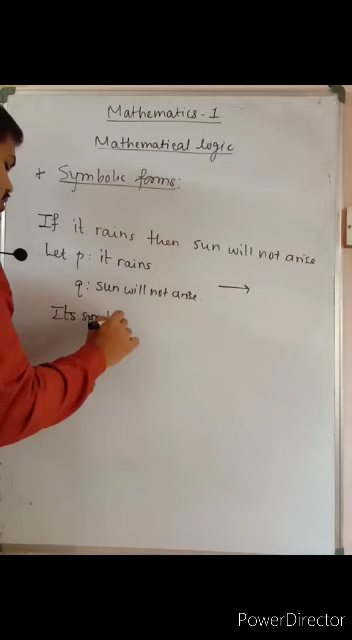 Mathematics-1
Mathematical logic
* Symbolic forms:
If it rains then sun will not arise
Let p: it rains
q: sun will not arise →
Its
PowerDirector